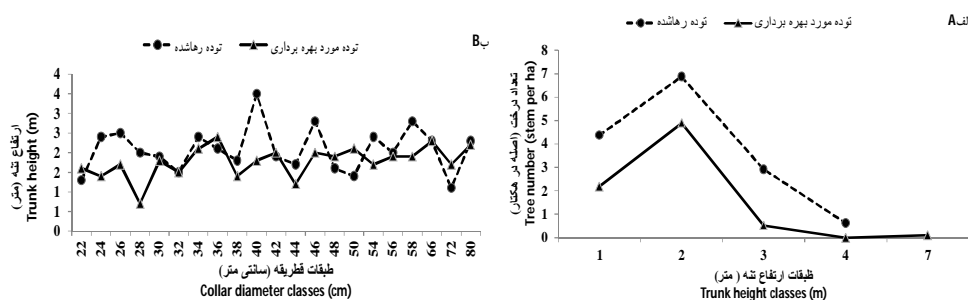 Bب
توده رهاشده
توده مورد بهره برداری
ارتفاع تنه (متر)
Trunk height (m)
4
4
3
3
2
2
1
1
0
22 24 26 28 30 32 34 36 38 40 42 44 46 48 50 54 56 58 66 72 80
طبقات قطریقه (سانتی متر)
Collar diameter classes (cm)
Aالف
توده رهاشده
توده مورد بهره برداری
تعداد درخت (اصله در هکتار)
Tree number (stem per ha)
8
7
6
5
4
3
2
1
0
1 2 3 4 7
ظبقات ارتفاع تنه ( متر)
Trunk height classes (m)